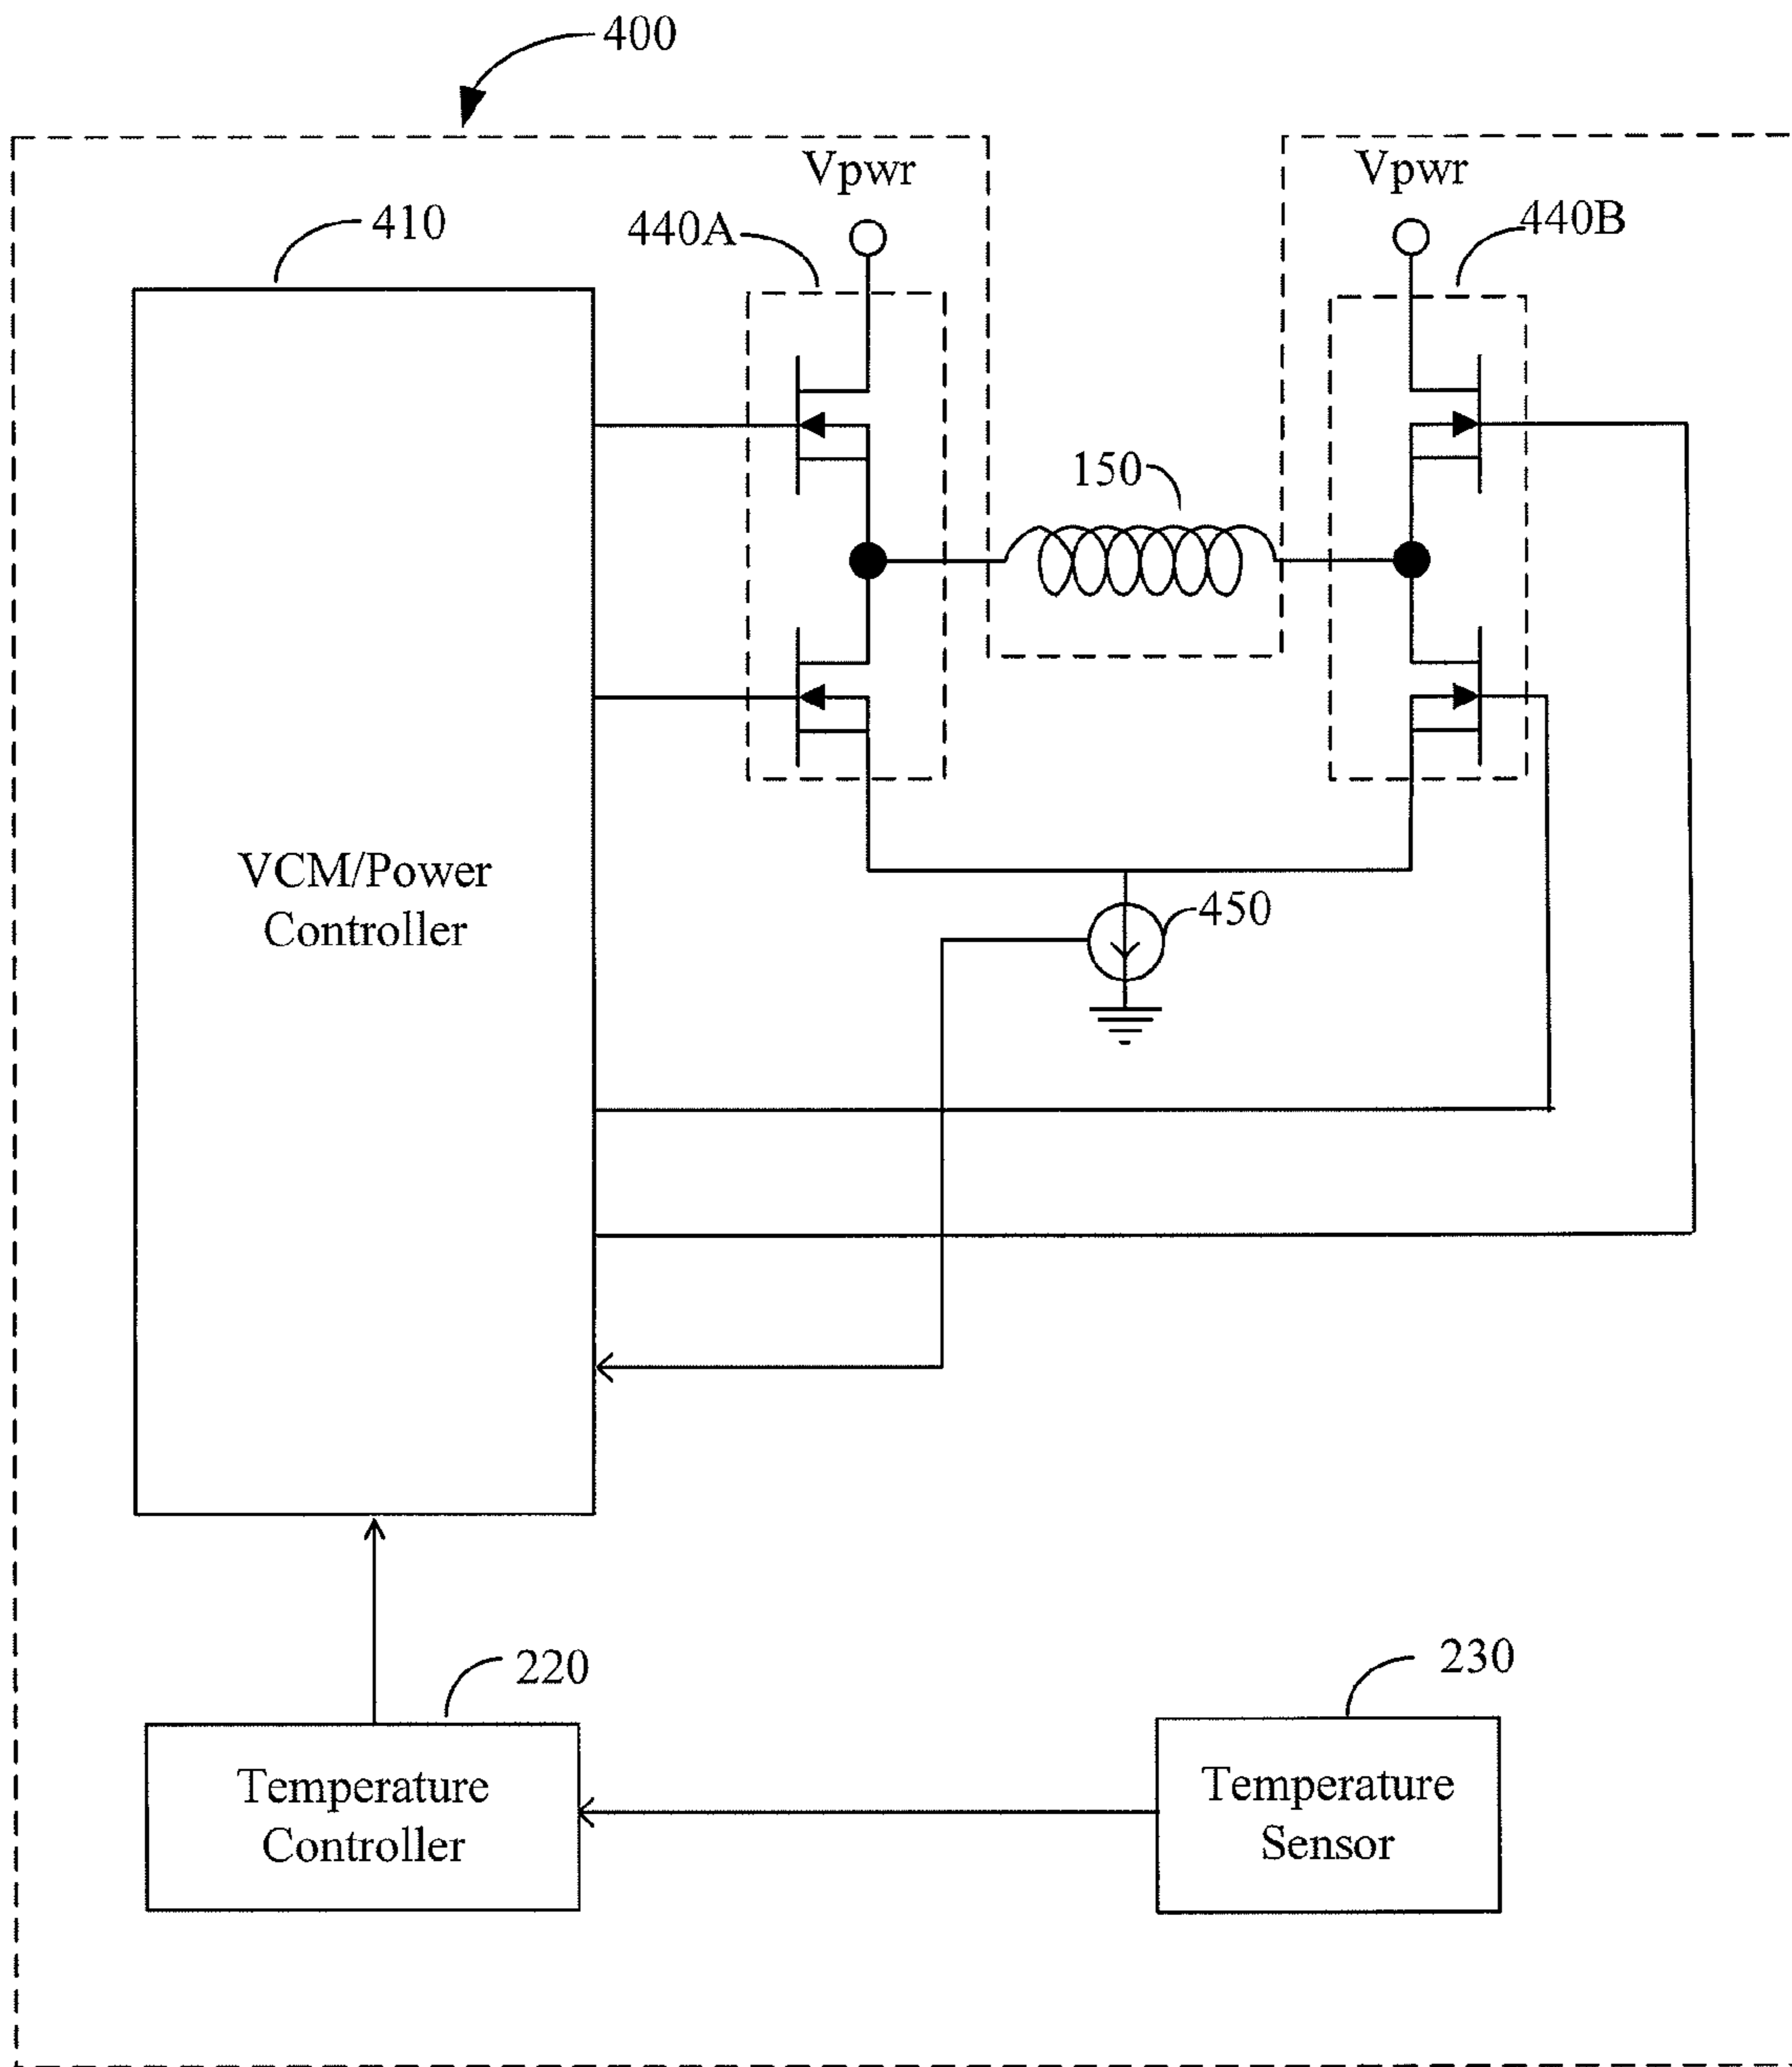 400
Vpwr
Vpwr
410
440A
440B
150
VCM/Power
Controller
450
220
230
Temperature
Controller
Temperature
Sensor